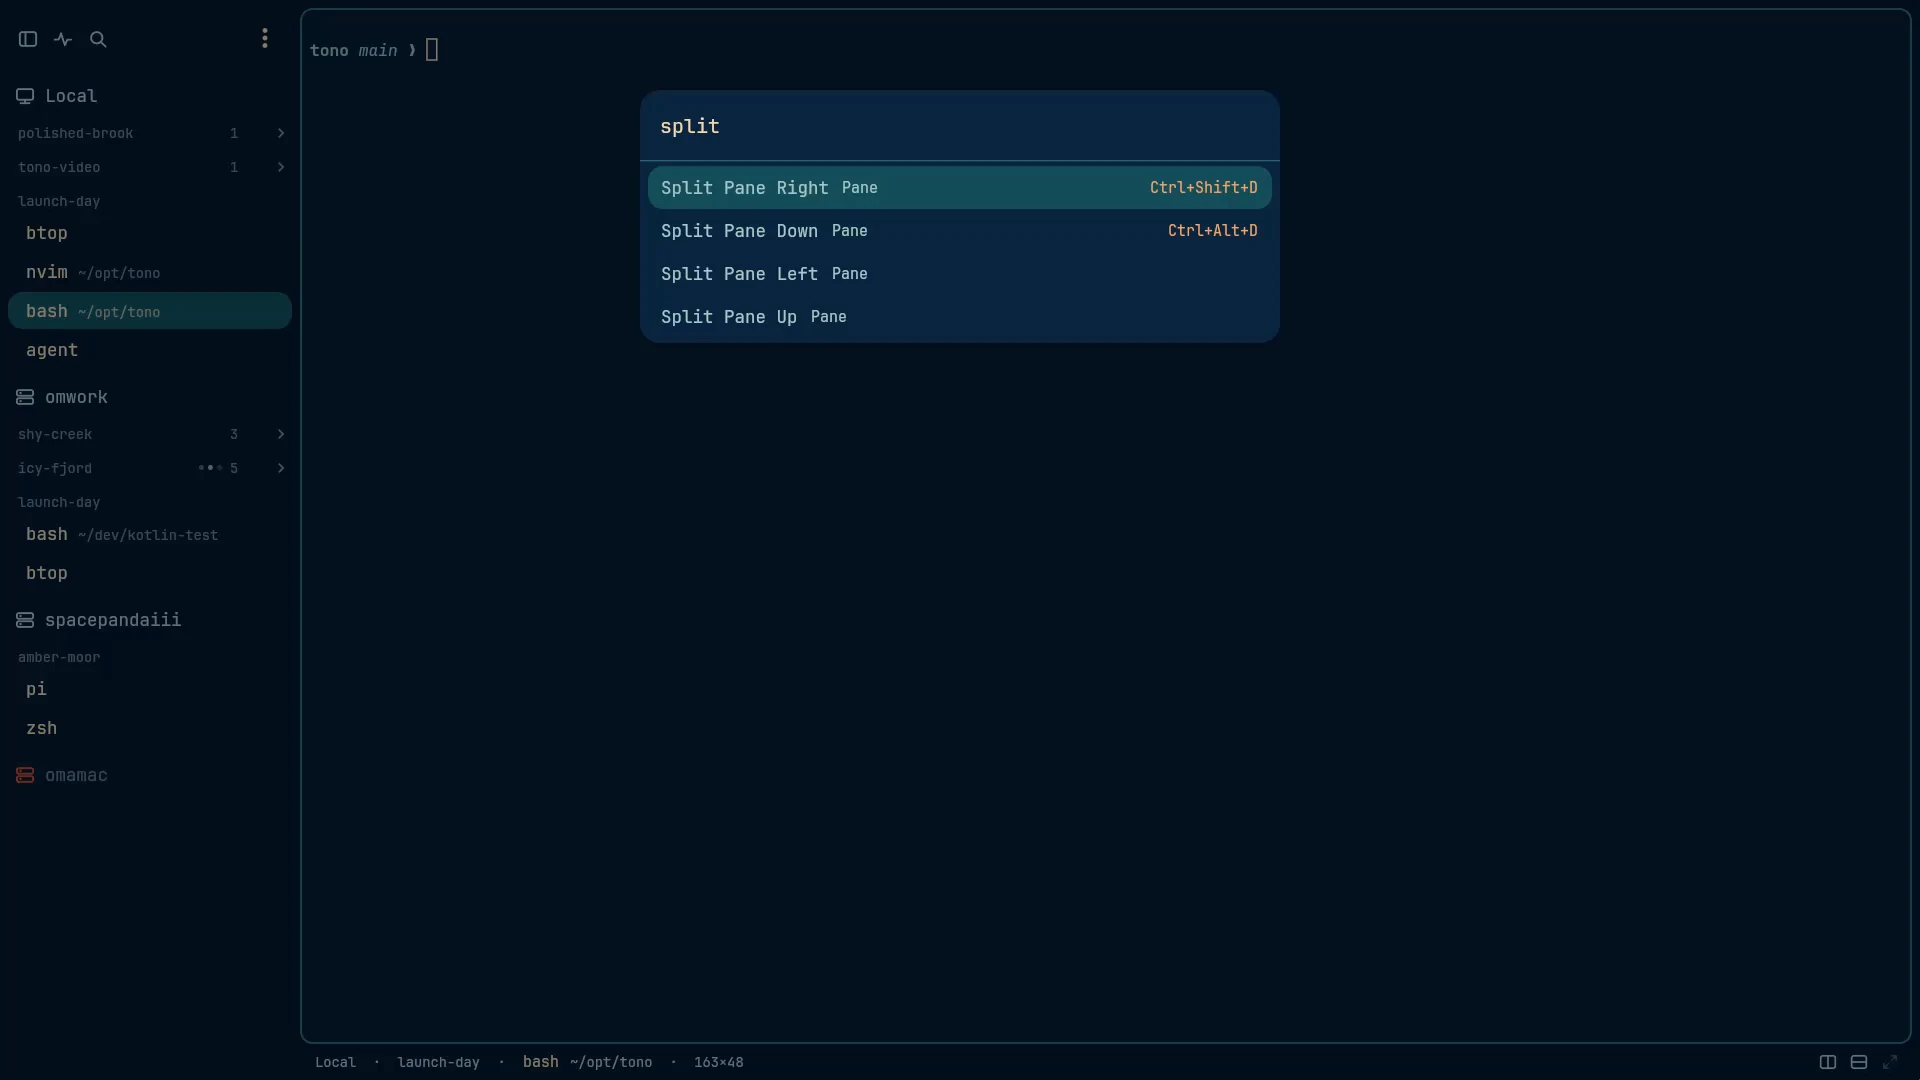 Local
polished-brook 1
tono-video 1
launch-day
btop
nvim ~/opt/tono
bash ~/opt/tono
agent
omwork
shy-creek 3
icy-fjord 5
launch-day
bash ~/dev/kotlin-test
btop
spacepandaiii
amber-moor
pi
zsh
omamac
tono main ❯
split
Split Pane Right Pane Ctrl+Shift+D
Split Pane Down Pane Ctrl+Alt+D
Split Pane Left Pane
Split Pane Up Pane
Local · launch-day · bash ~/opt/tono · 163×48